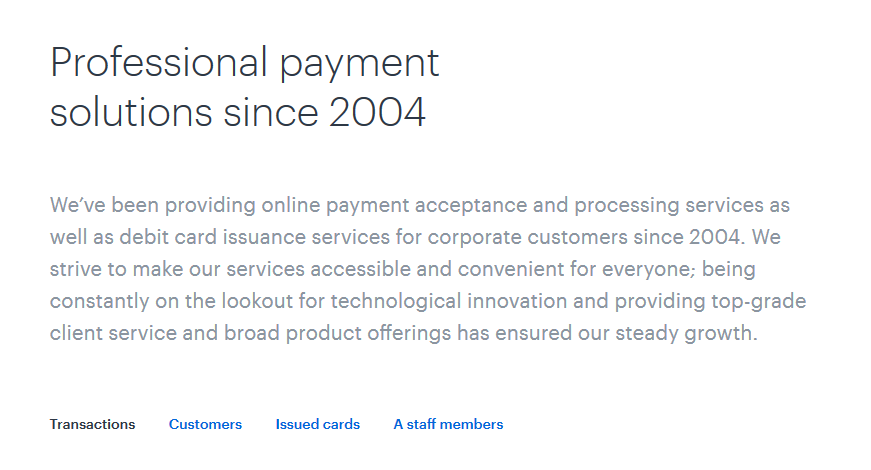 Professional payment
solutions since 2004
We’ve been providing online payment acceptance and processing services as
well as debit card issuance services for corporate customers since 2004. We
strive to make our services accessible and convenient for everyone; being
constantly on the lookout for technological innovation and providing top-grade
client service and broad product offerings has ensured our steady growth.
Transactions Customers Issued cards A staff members